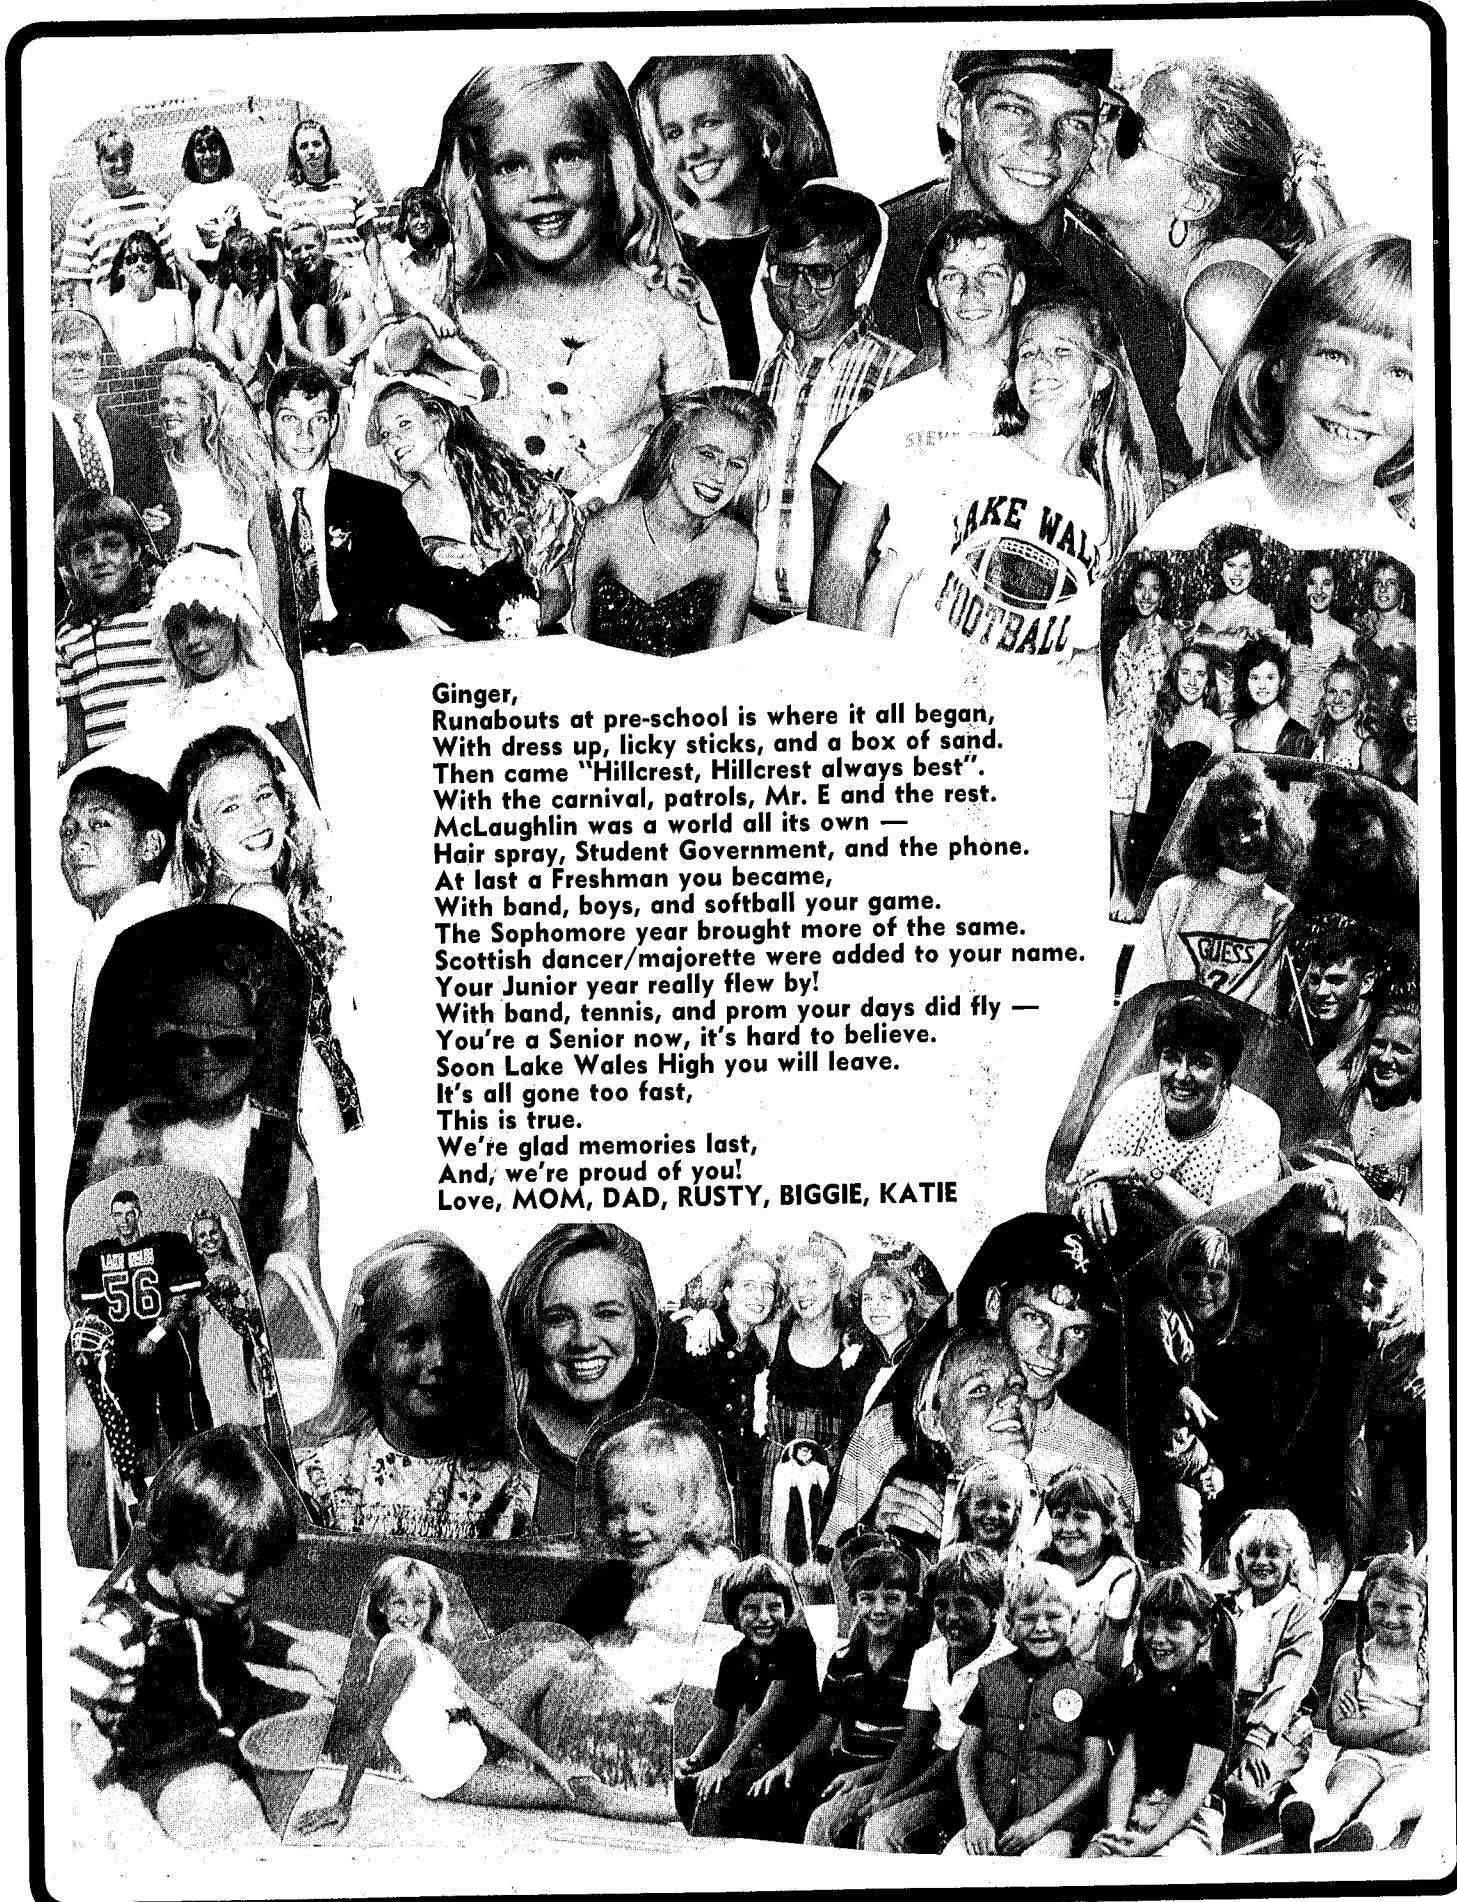 STEVE
LAKE WAL
FOOTBALL
Ginger,
Runabouts at pre-school is where it all began,
With dress up, licky sticks, and a box of sand.
Then came "Hillcrest, Hillcrest always best".
With the carnival, patrols, Mr. E and the rest.
McLaughlin was a world all its own —
Hair spray, Student Government, and the phone.
At last a Freshman you became,
With band, boys, and softball your game.
The Sophomore year brought more of the same.
Scottish dancer/majorette were added to your name.
Your Junior year really flew by!
With band, tennis, and prom your days did fly —
You're a Senior now, it's hard to believe.
Soon Lake Wales High you will leave.
It's all gone too fast,
This is true.
We're glad memories last,
And, we're proud of you!
Love, MOM, DAD, RUSTY, BIGGIE, KATIE
GUESS
?
LAKE WALES
56
SOX